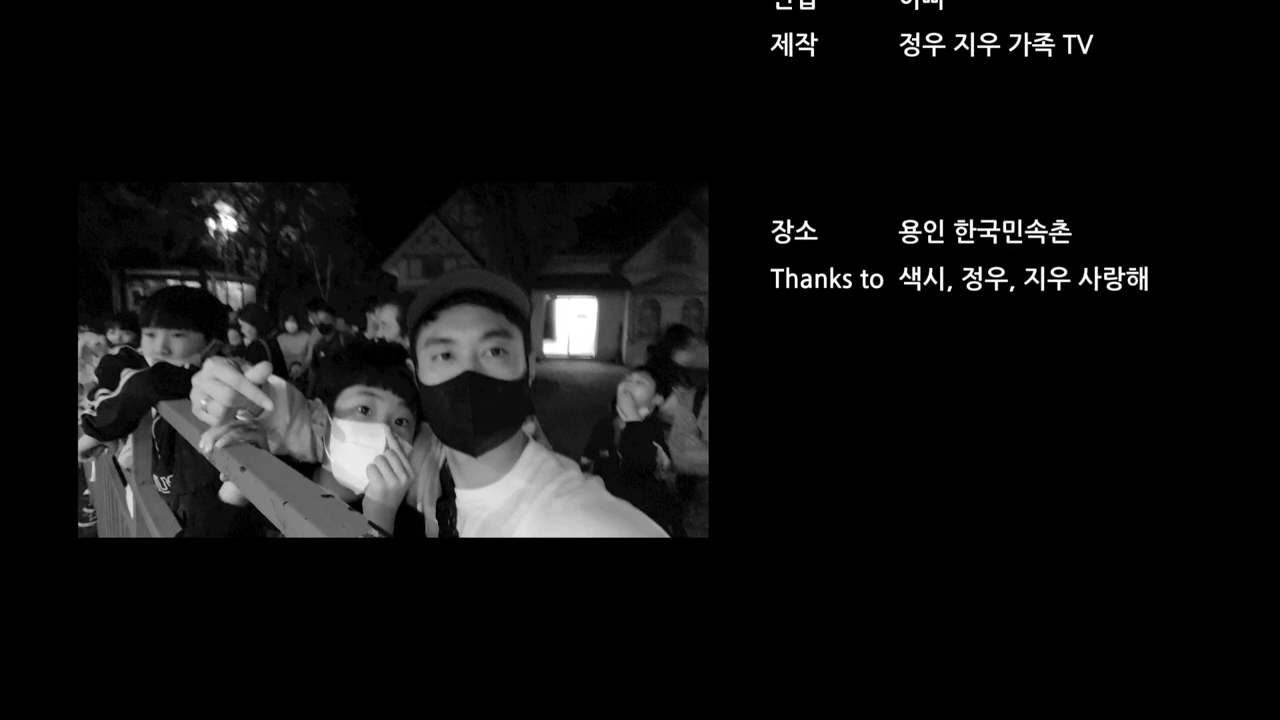 제작 정우 지우 가족 TV
장소 용인 한국민속촌
Thanks to 색시, 정우, 지우 사랑해